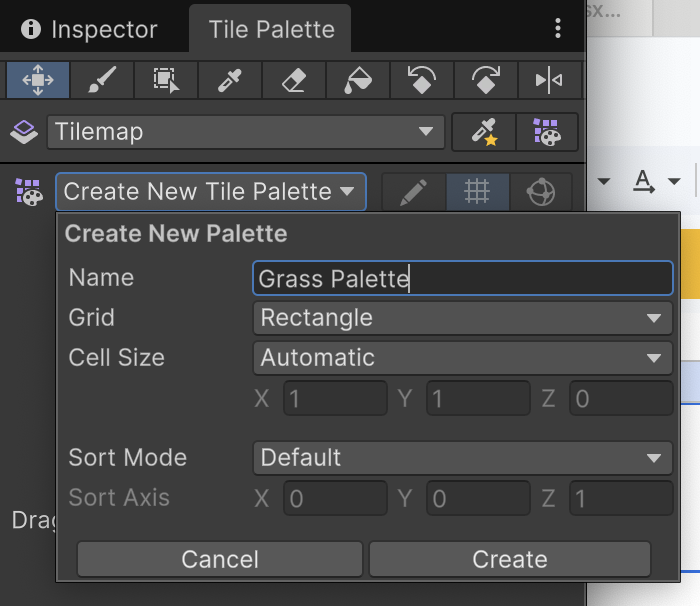 Inspector Tile Palette
Tilemap
Create New Tile Palette
Create New Palette
Name Grass Palette
Grid Rectangle
Cell Size Automatic
X 1 Y 1 Z 0
Sort Mode Default
Sort Axis X 0 Y 0 Z 1
Drag
Cancel Create